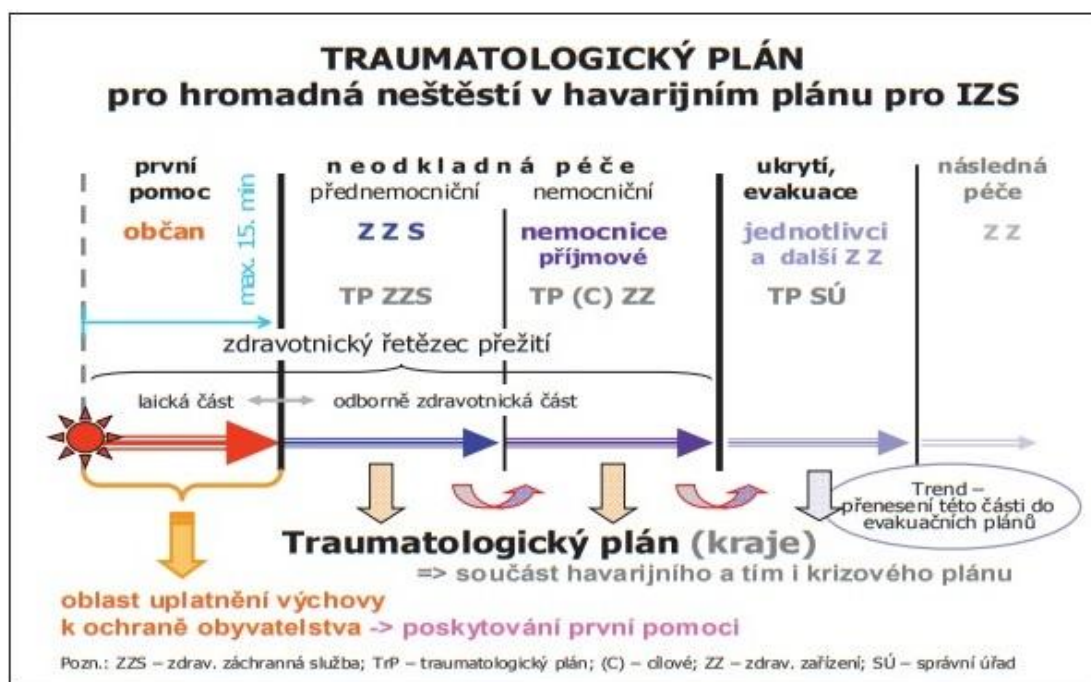 TRAUMATOLOGICKÝ PLÁN
pro hromadná neštěstí v havarijním plánu pro IZS
první
pomoc
občan
max. 15. min
neodkladná péče
přednemocniční
ZZS
TP ZZS
nemocniční
nemocnice
příjmové
TP (C) ZZ
ukrytí,
evakuace
jednotlivci
a další ZZ
TP SÚ
následná
péče
ZZ
zdravotnický řetězec přežití
laická část
odborně zdravotnická část
Trend –
přenesení této části do
evakuačních plánů
Traumatologický plán (kraje)
=> součást havarijního a tím i krizového plánu
oblast uplatnění výchovy
k ochraně obyvatelstva -> poskytování první pomoci
Pozn.: ZZS – zdrav. záchranná služba; TrP – traumatologický plán; (C) – cílové; ZZ – zdrav. zařízení; SÚ – správní úřad